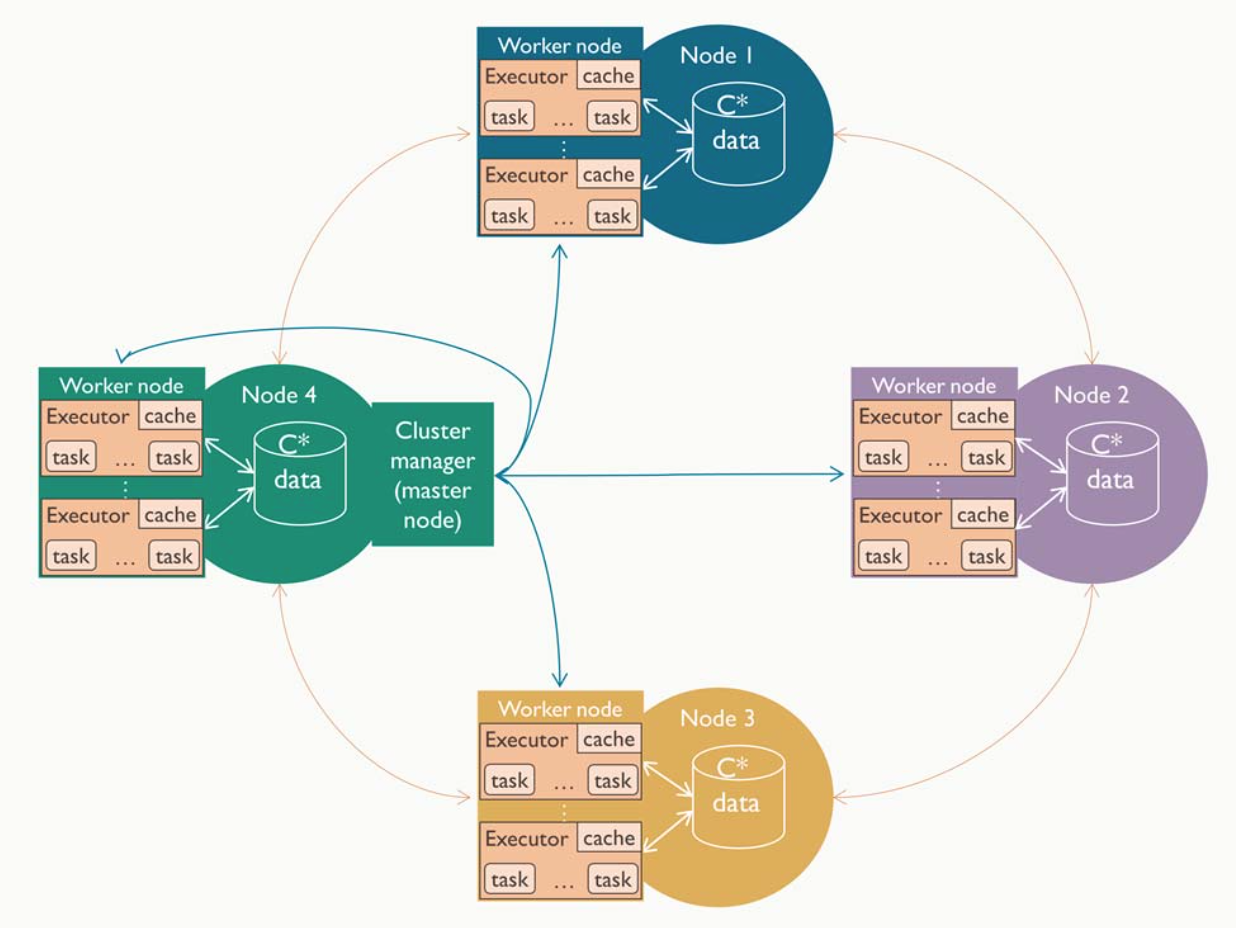 Worker node
Node 1
Executor cache
C*
task ... task
data
⋮
Executor cache
task ... task
Worker node
Node 4
Executor cache
C*
task ... task
data
⋮
Executor cache
task ... task
Cluster
manager
(master
node)
Worker node
Node 2
Executor cache
C*
task ... task
data
⋮
Executor cache
task ... task
Worker node
Node 3
Executor cache
C*
task ... task
data
⋮
Executor cache
task ... task